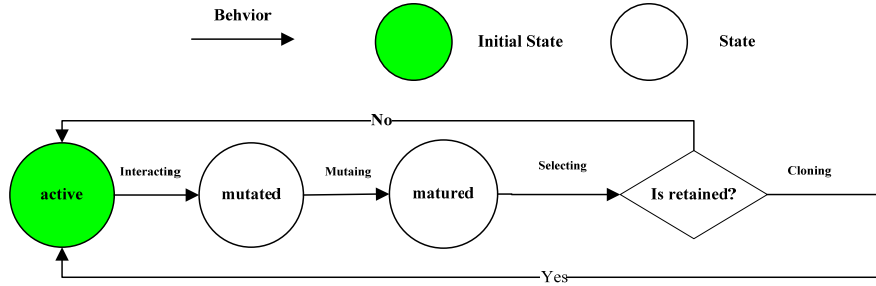 Behvior
Initial State
State
No
active
Interacting
mutated
Mutaing
matured
Selecting
Is retained?
Cloning
Yes